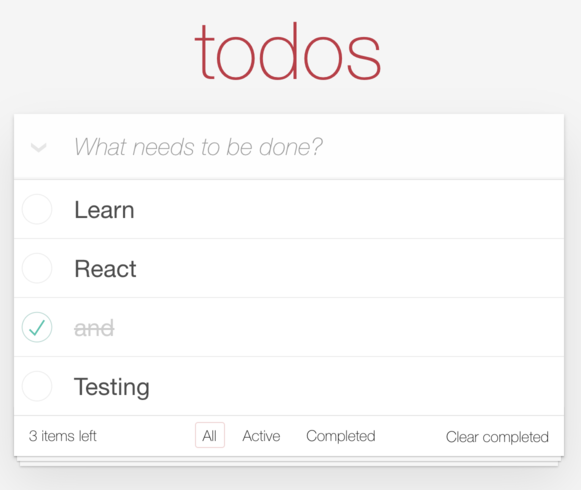 todos
What needs to be done?
Learn
React
and
Testing
3 items left All Active Completed Clear completed